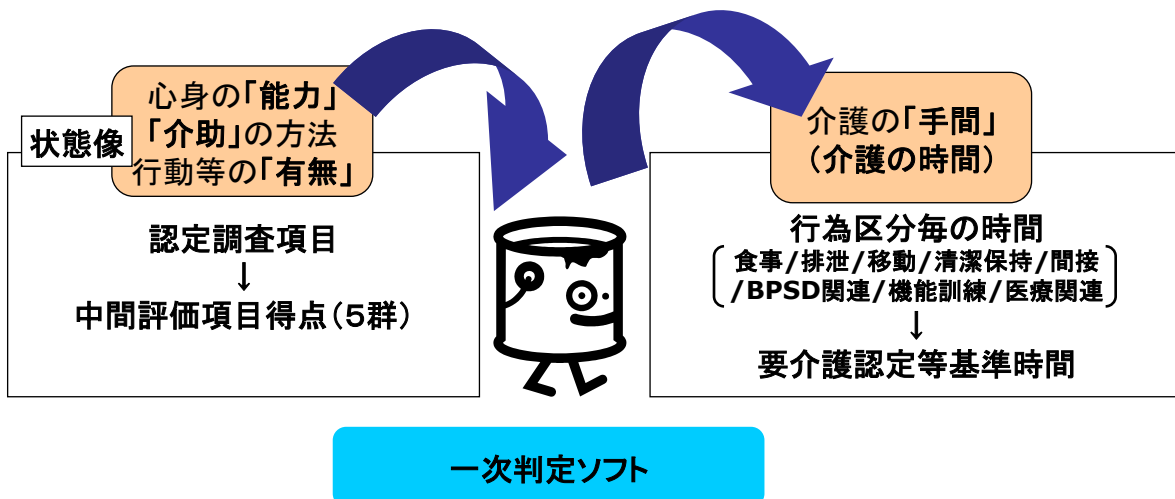 心身の「能力」
「介助」の方法
行動等の「有無」
状態像
認定調査項目
↓
中間評価項目得点（５群）
介護の「手間」
（介護の時間）
行為区分毎の時間
食事/排泄/移動/清潔保持/間接
/BPSD関連/機能訓練/医療関連
↓
要介護認定等基準時間
一次判定ソフト